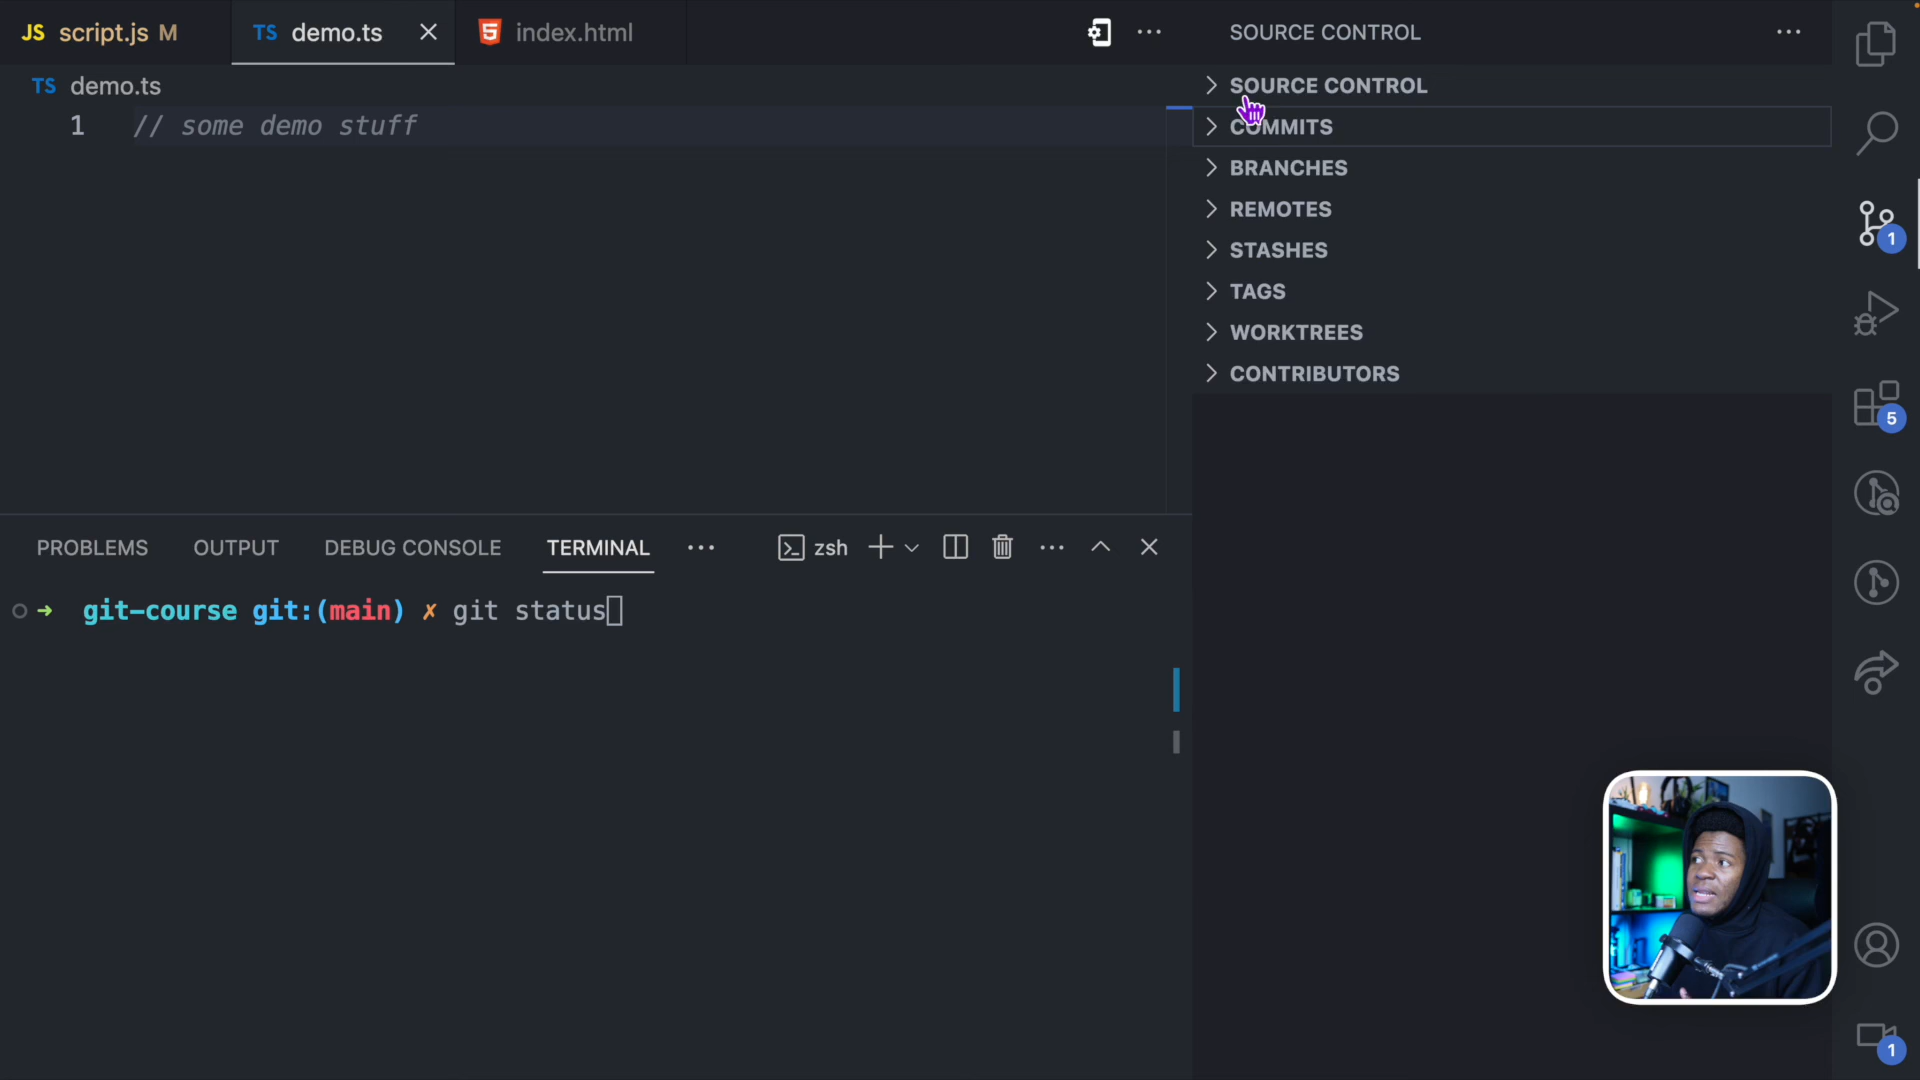 JS script.js M TS demo.ts index.html
TS demo.ts
1 // some demo stuff
PROBLEMS OUTPUT DEBUG CONSOLE TERMINAL zsh
git-course git:(main) ✗ git status
SOURCE CONTROL
SOURCE CONTROL
COMMITS
BRANCHES
REMOTES
STASHES
TAGS
WORKTREES
CONTRIBUTORS
1
5
1